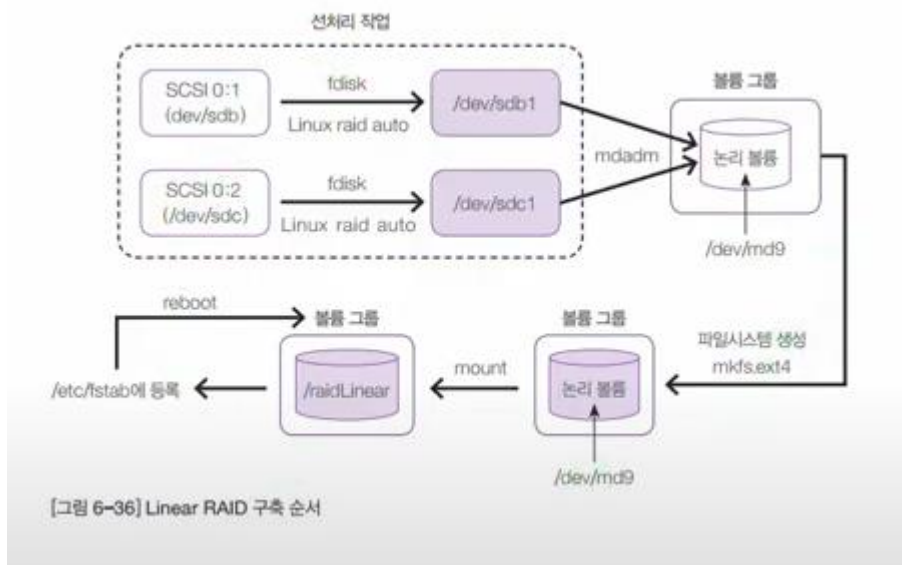 선처리 작업
SCSI 0:1
(dev/sdb)
fdisk
Linux raid auto
/dev/sdb1
SCSI 0:2
(/dev/sdc)
fdisk
Linux raid auto
/dev/sdc1
mdadm
볼륨 그룹
논리 볼륨
/dev/md9
파일시스템 생성
mkfs.ext4
볼륨 그룹
논리 볼륨
/dev/md9
mount
볼륨 그룹
/raidLinear
/etc/fstab에 등록
reboot
[그림 6-36] Linear RAID 구축 순서